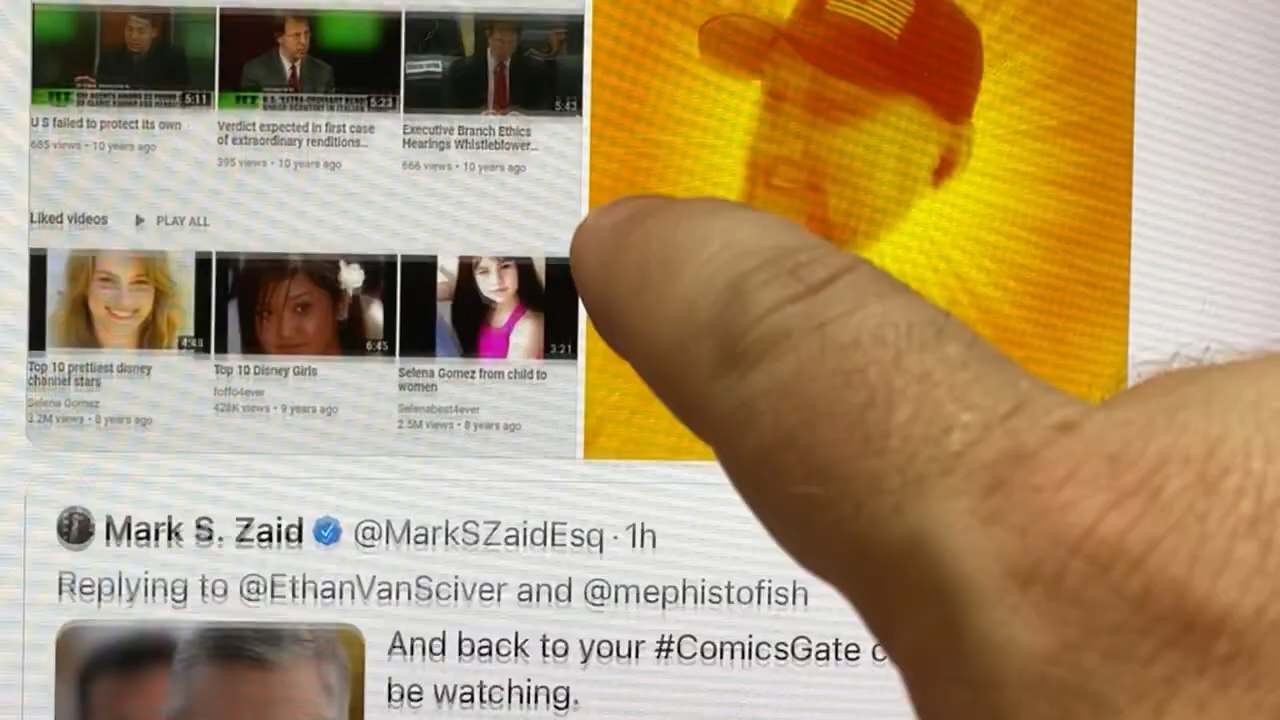 5:11
5:23
5:43
U S failed to protect its own
685 views • 10 years ago
Verdict expected in first case
of extraordinary renditions...
395 views • 10 years ago
Executive Branch Ethics
Hearings Whistleblower...
666 views • 10 years ago
Liked videos PLAY ALL
4:48
6:45
3:21
Top 10 prettiest disney
channel stars
Selena Gomez
3.2M views • 8 years ago
Top 10 Disney Girls
428K views • 9 years ago
Selena Gomez from child to
women
Selenabest4ever
2.5M views • 8 years ago
Mark S. Zaid @MarkSZaidEsq · 1h
Replying to @EthanVanSciver and @mephistofish
And back to your #ComicsGate
be watching.